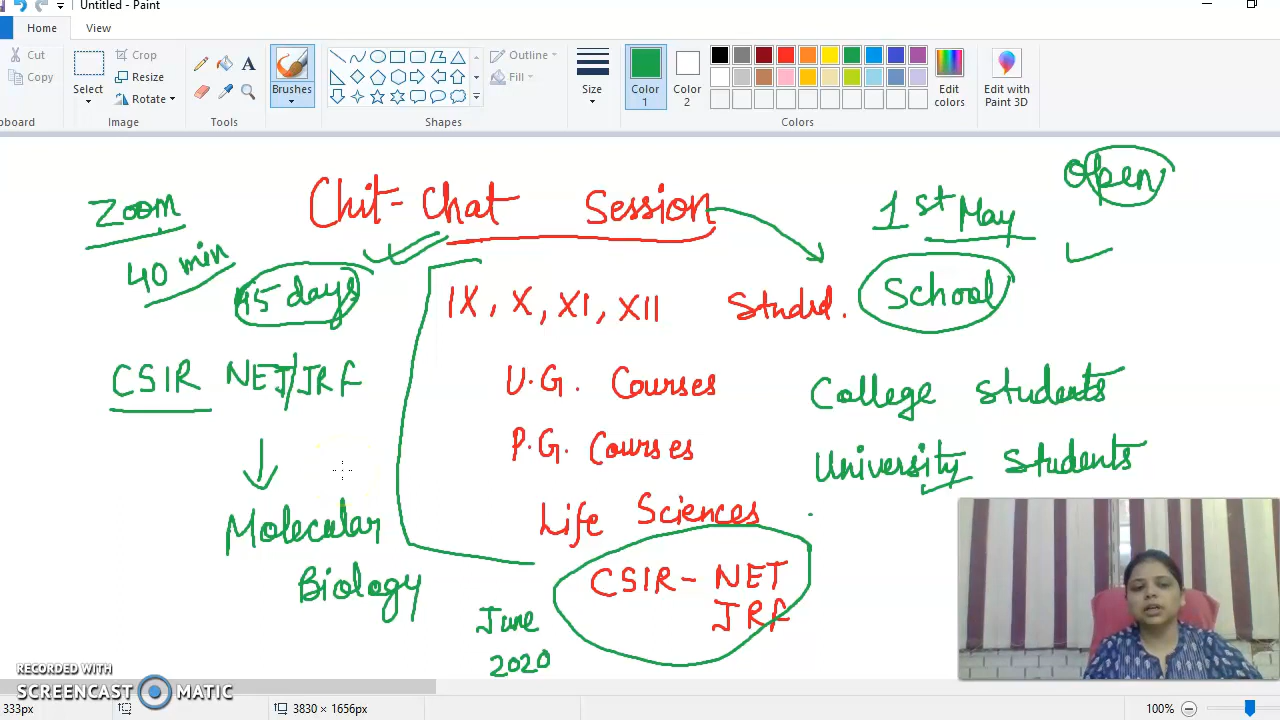 Untitled - Paint
Home View
Cut
Copy
Select
Crop
Resize
Rotate
Brushes
Outline
Fill
Size
Color 1
Color 2
Edit colors
Edit with Paint 3D
pboard
Image
Tools
Shapes
Colors
Zoom
40 min
45 days
Chit-Chat Session
1st May
Open
IX, X, XI, XII
School
CSIR NET/JRF
U.G. Courses
College Students
P.G. Courses
University Students
Life Sciences
Molecular
Biology
CSIR- NET
JRF
June
2020
RECORDED WITH
SCREENCAST MATIC
333px
3830 × 1656px
100%